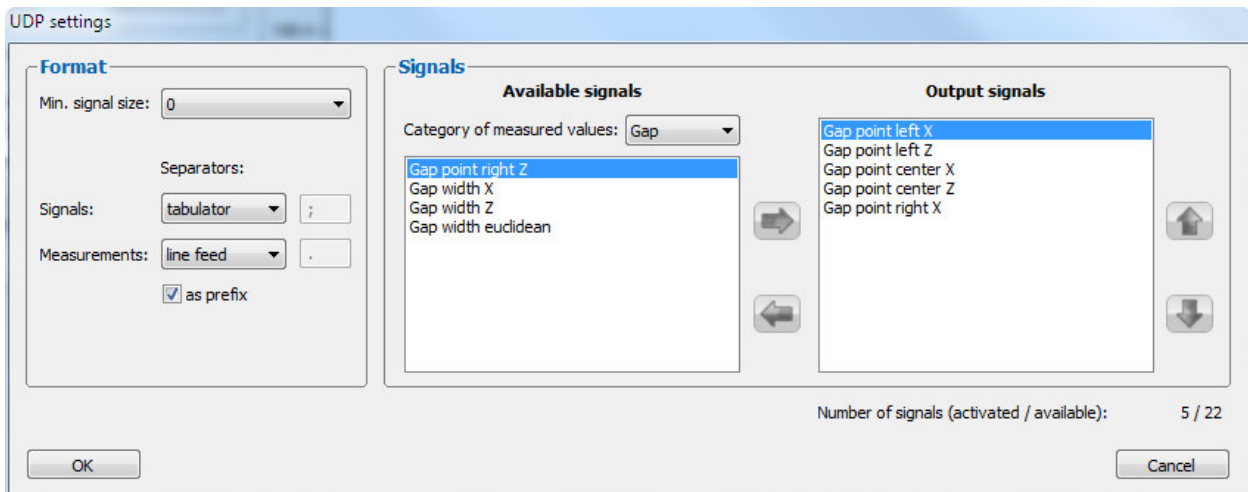 UDP settings
Format
Min. signal size: 0
Separators:
Signals: tabulator ;
Measurements: line feed .
as prefix
Signals
Available signals
Category of measured values: Gap
Gap point right Z
Gap width X
Gap width Z
Gap width euclidean
Output signals
Gap point left X
Gap point left Z
Gap point center X
Gap point center Z
Gap point right X
Number of signals (activated / available): 5 / 22
OK
Cancel